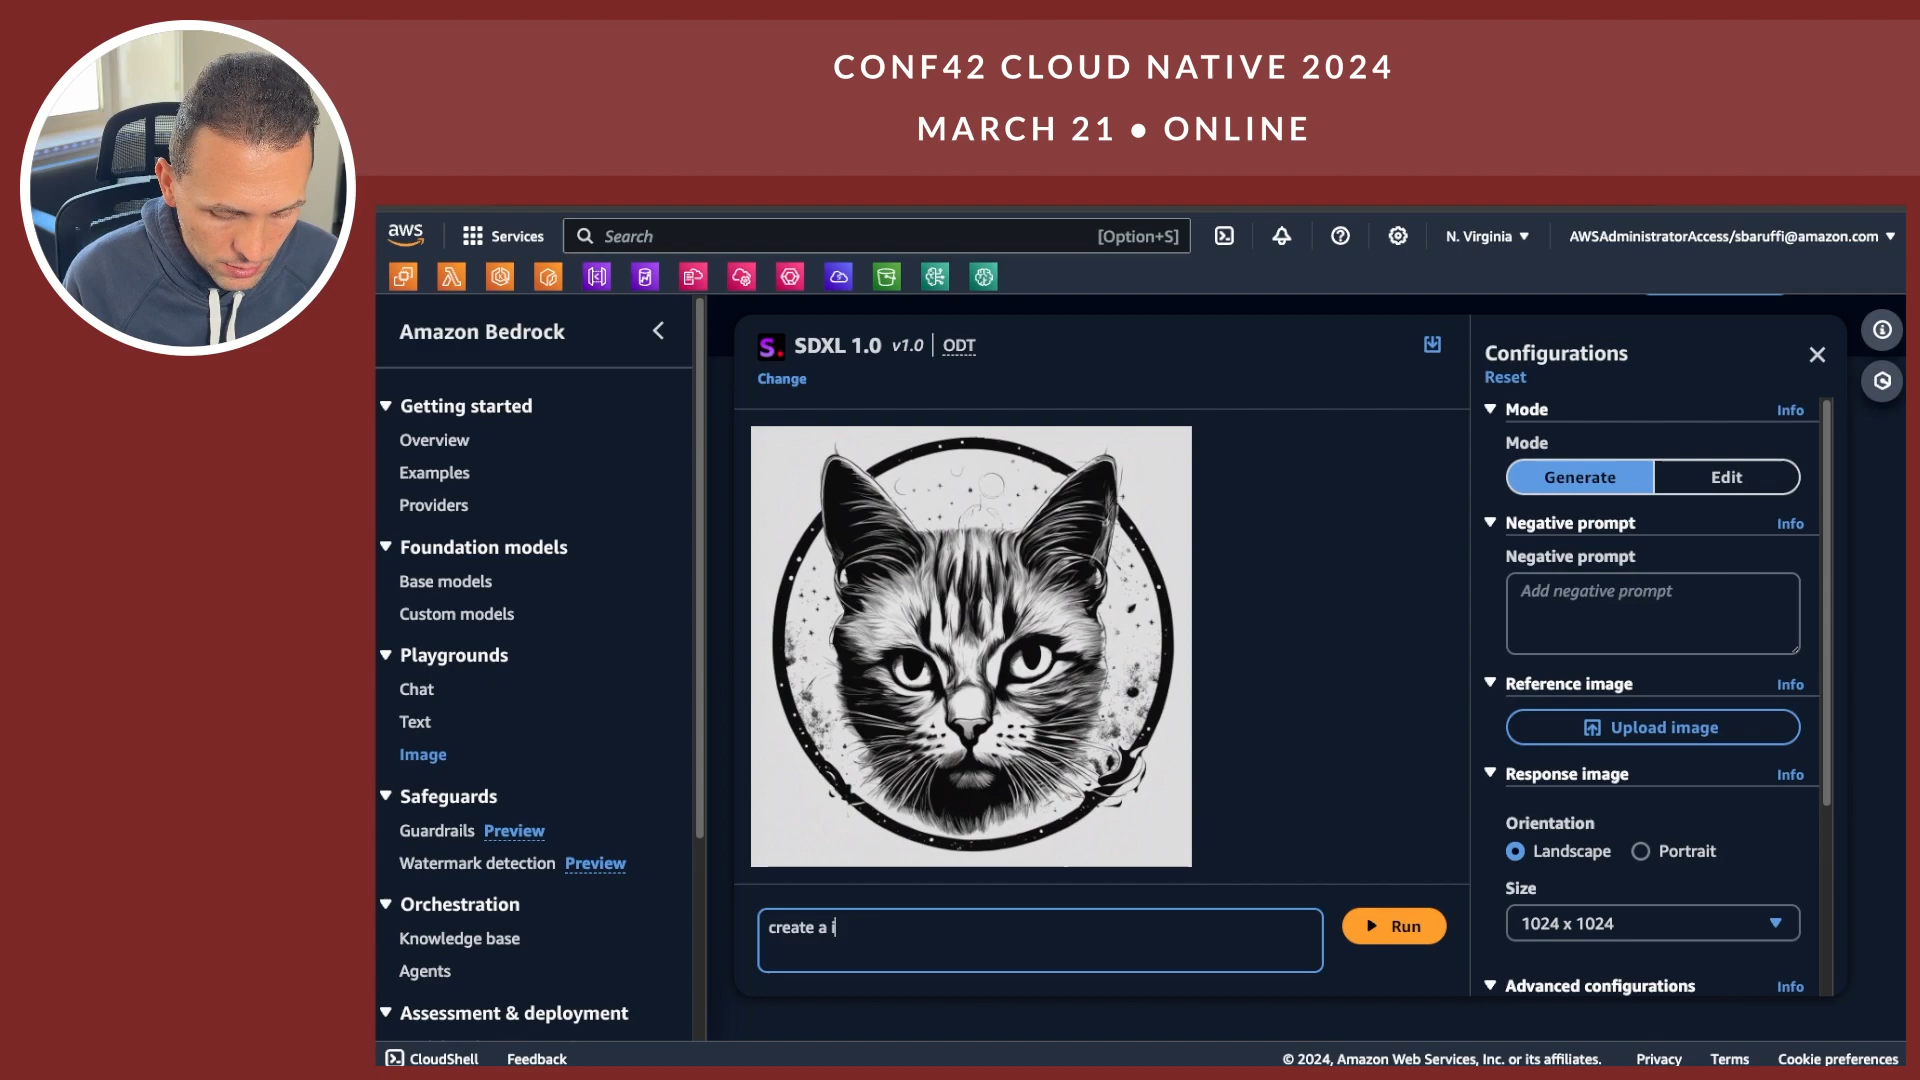 CONF42 CLOUD NATIVE 2024
MARCH 21 • ONLINE
aws
Services
Search
[Option+S]
N. Virginia
AWSAdministratorAccess/sbaruffi@amazon.com
Amazon Bedrock
Getting started
Overview
Examples
Providers
Foundation models
Base models
Custom models
Playgrounds
Chat
Text
Image
Safeguards
Guardrails Preview
Watermark detection Preview
Orchestration
Knowledge base
Agents
Assessment & deployment
S. SDXL 1.0 v1.0 | ODT
Change
create a i
Run
Configurations
Reset
Mode Info
Mode
Generate Edit
Negative prompt Info
Negative prompt
Add negative prompt
Reference image Info
Upload image
Response image Info
Orientation
Landscape Portrait
Size
1024 x 1024
Advanced configurations Info
CloudShell Feedback
© 2024, Amazon Web Services, Inc. or its affiliates. Privacy Terms Cookie preferences